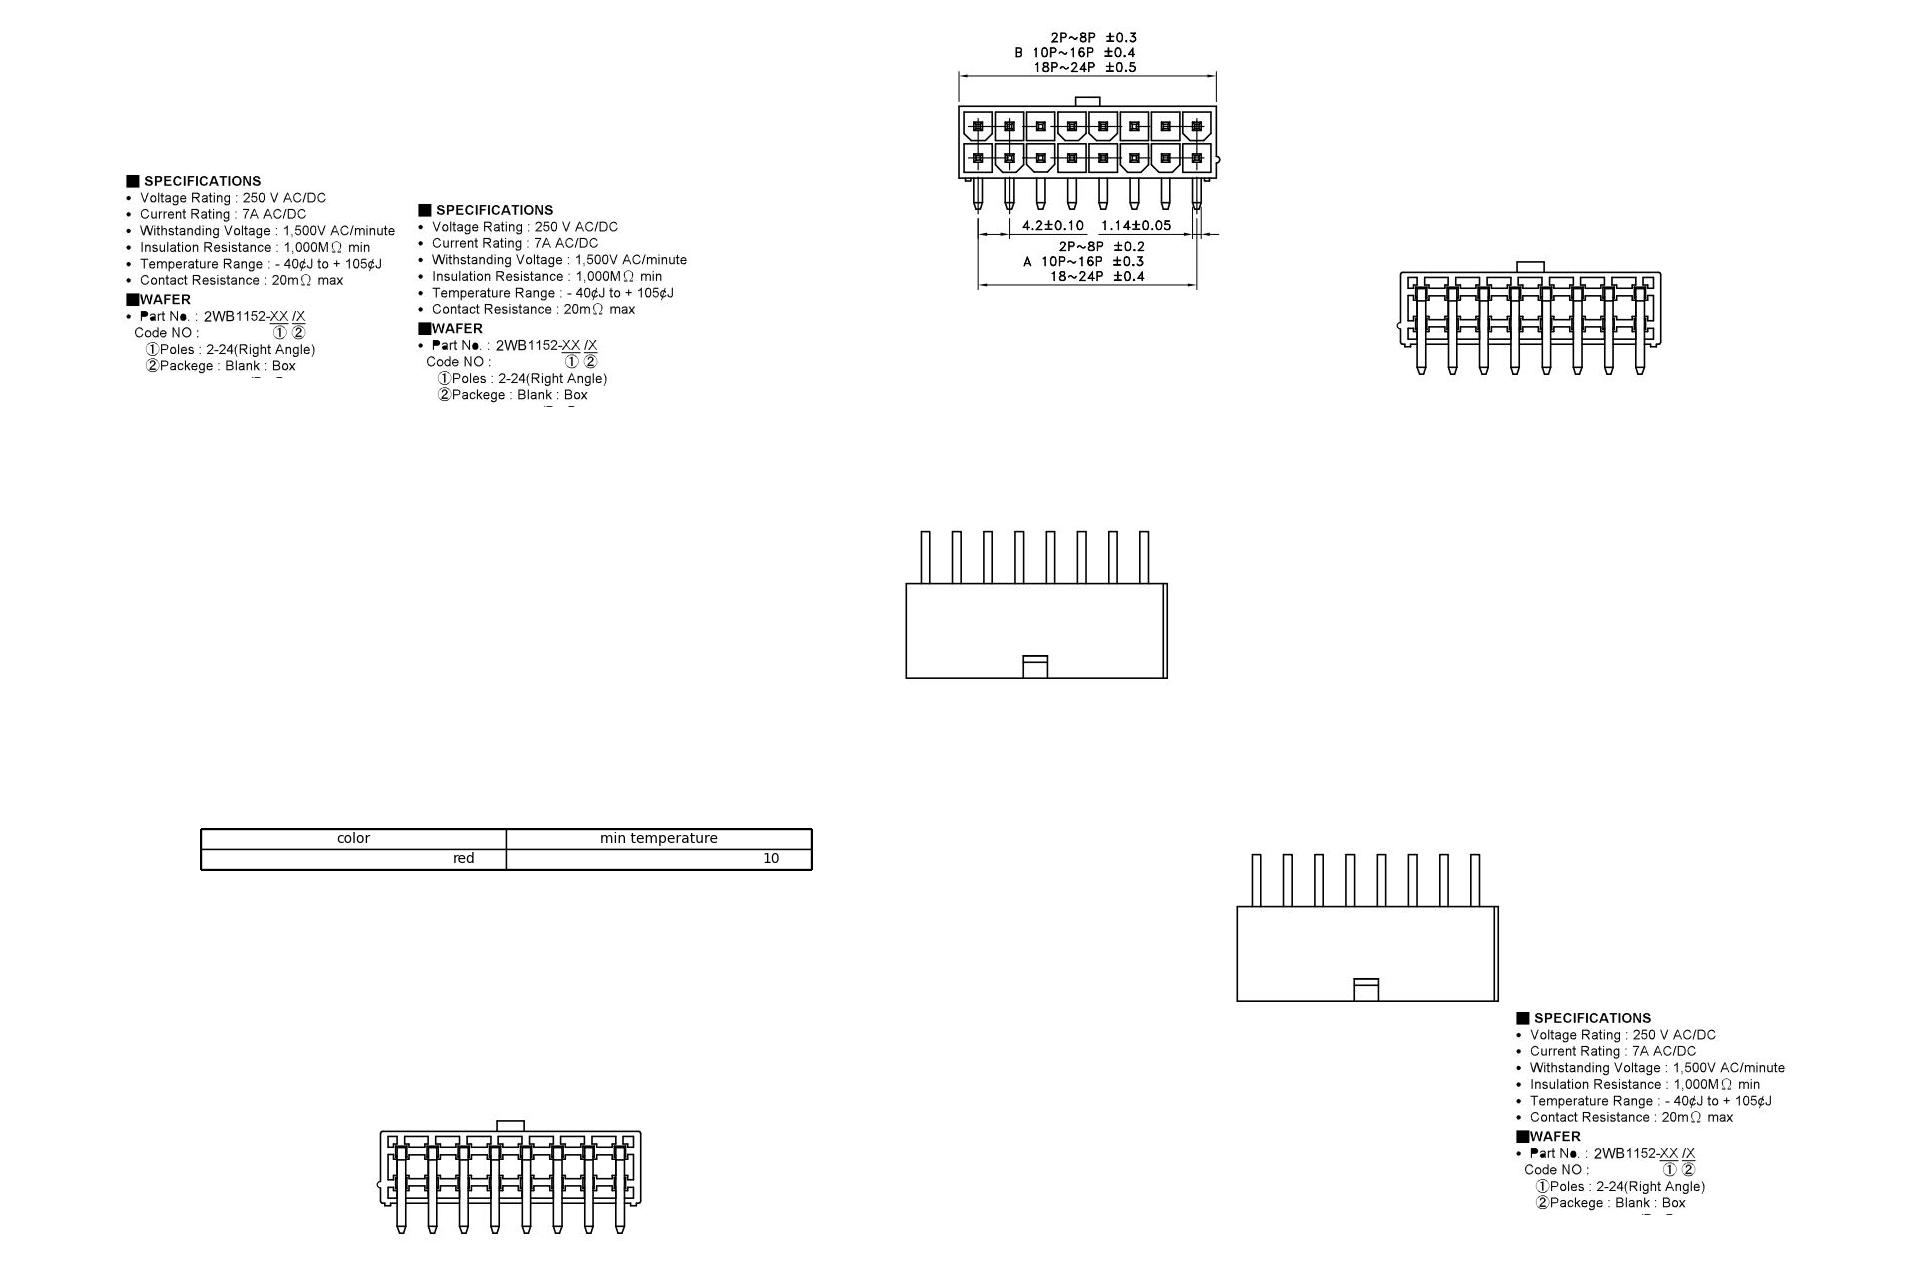 2P~8P ±0.3
B 10P~16P ±0.4
18P~24P ±0.5
4.2±0.10 1.14±0.05
2P~8P ±0.2
A 10P~16P ±0.3
18~24P ±0.4
■ SPECIFICATIONS
• Voltage Rating : 250 V AC/DC
• Current Rating : 7A AC/DC
• Withstanding Voltage : 1,500V AC/minute
• Insulation Resistance : 1,000MΩ min
• Temperature Range : - 40¢J to + 105¢J
• Contact Resistance : 20mΩ max
■WAFER
• Part No. : 2WB1152-XX /X
Code NO : ① ②
①Poles : 2-24(Right Angle)
②Packege : Blank : Box
■ SPECIFICATIONS
• Voltage Rating : 250 V AC/DC
• Current Rating : 7A AC/DC
• Withstanding Voltage : 1,500V AC/minute
• Insulation Resistance : 1,000MΩ min
• Temperature Range : - 40¢J to + 105¢J
• Contact Resistance : 20mΩ max
■WAFER
• Part No. : 2WB1152-XX /X
Code NO : ① ②
①Poles : 2-24(Right Angle)
②Packege : Blank : Box
color min temperature
red 10
■ SPECIFICATIONS
• Voltage Rating : 250 V AC/DC
• Current Rating : 7A AC/DC
• Withstanding Voltage : 1,500V AC/minute
• Insulation Resistance : 1,000MΩ min
• Temperature Range : - 40¢J to + 105¢J
• Contact Resistance : 20mΩ max
■WAFER
• Part No. : 2WB1152-XX /X
Code NO : ① ②
①Poles : 2-24(Right Angle)
②Packege : Blank : Box